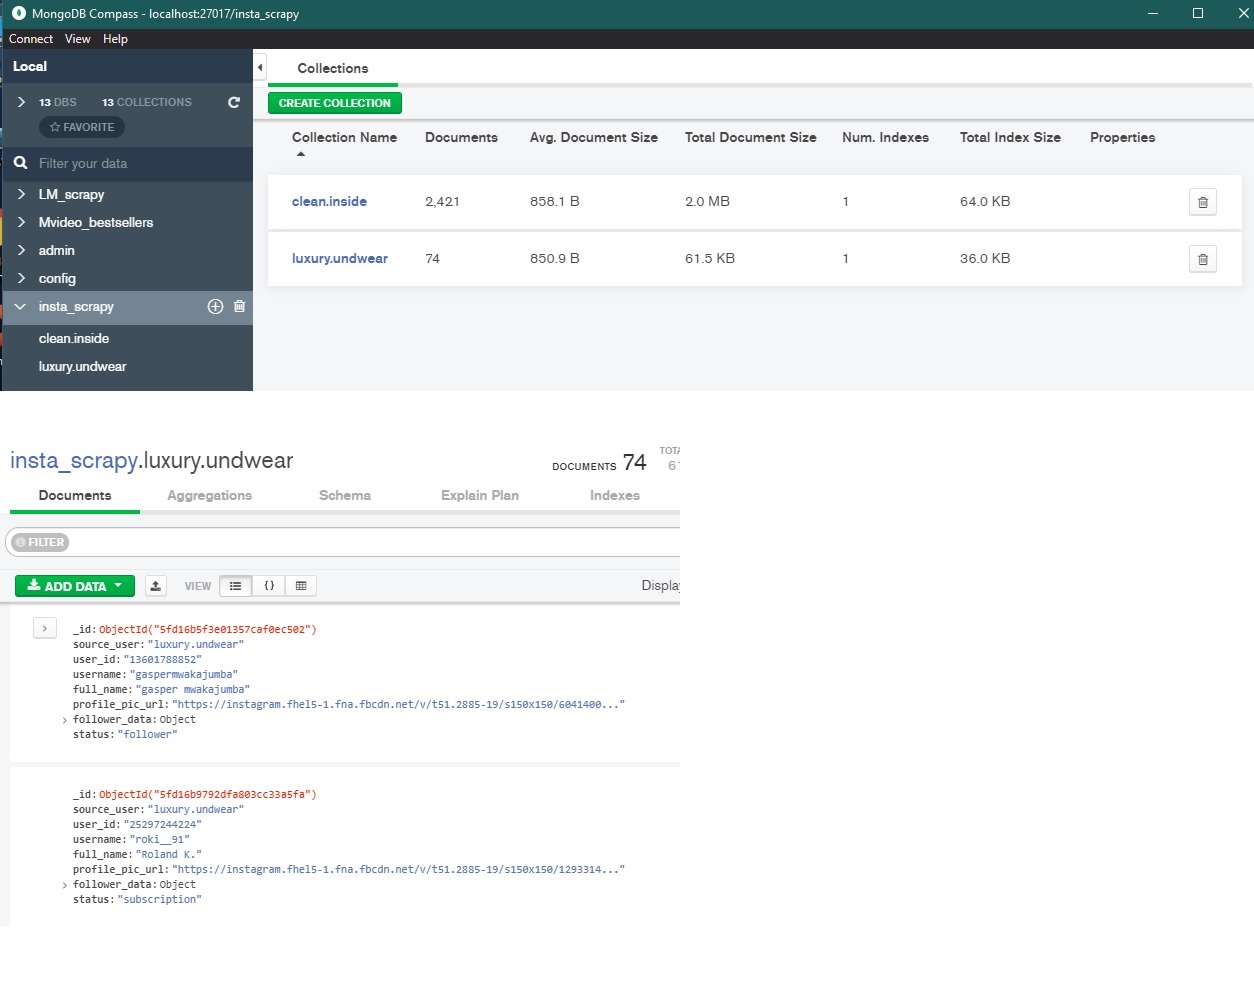 MongoDB Compass - localhost:27017/insta_scrapy
Connect View Help
Local
Collections
13 DBS 13 COLLECTIONS
FAVORITE
CREATE COLLECTION
Filter your data
Collection Name Documents Avg. Document Size Total Document Size Num. Indexes Total Index Size Properties
LM_scrapy
Mvideo_bestsellers
admin
config
insta_scrapy
clean.inside
luxury.undwear
clean.inside 2,421 858.1 B 2.0 MB 1 64.0 KB
luxury.undwear 74 850.9 B 61.5 KB 1 36.0 KB
insta_scrapy.luxury.undwear
DOCUMENTS 74
Documents Aggregations Schema Explain Plan Indexes
FILTER
ADD DATA VIEW { }
_id: ObjectId("5fd16b5f3e01357caf0ec502")
source_user: "luxury.undwear"
user_id: "13601788852"
username: "gaspermwakajumba"
full_name: "gasper mwakajumba"
profile_pic_url: "https://instagram.fhel5-1.fna.fbcdn.net/v/t51.2885-19/s150x150/6041400..."
follower_data: Object
status: "follower"
_id: ObjectId("5fd16b9792dfa803cc33a5fa")
source_user: "luxury.undwear"
user_id: "25297244224"
username: "roki__91"
full_name: "Roland K."
profile_pic_url: "https://instagram.fhel5-1.fna.fbcdn.net/v/t51.2885-19/s150x150/1293314..."
follower_data: Object
status: "subscription"